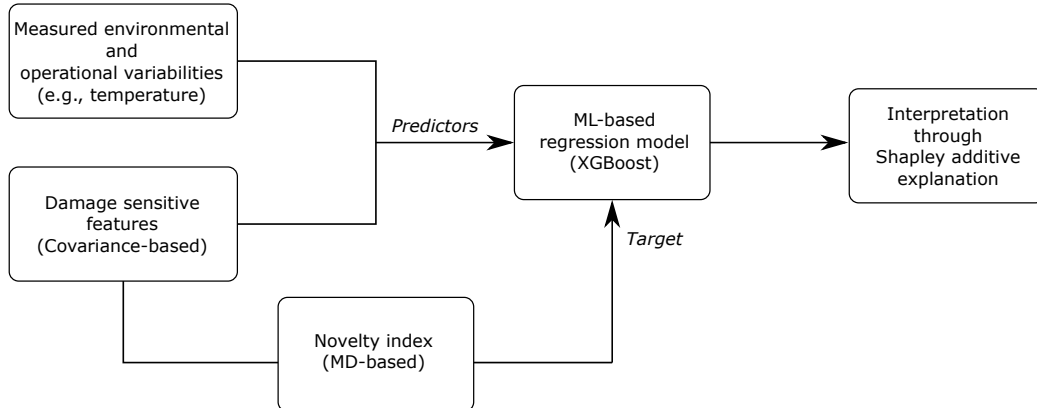 Measured environmental
and
operational variabilities
(e.g., temperature)
Predictors
ML-based
regression model
(XGBoost)
Interpretation
through
Shapley additive
explanation
Damage sensitive
features
(Covariance-based)
Target
Novelty index
(MD-based)